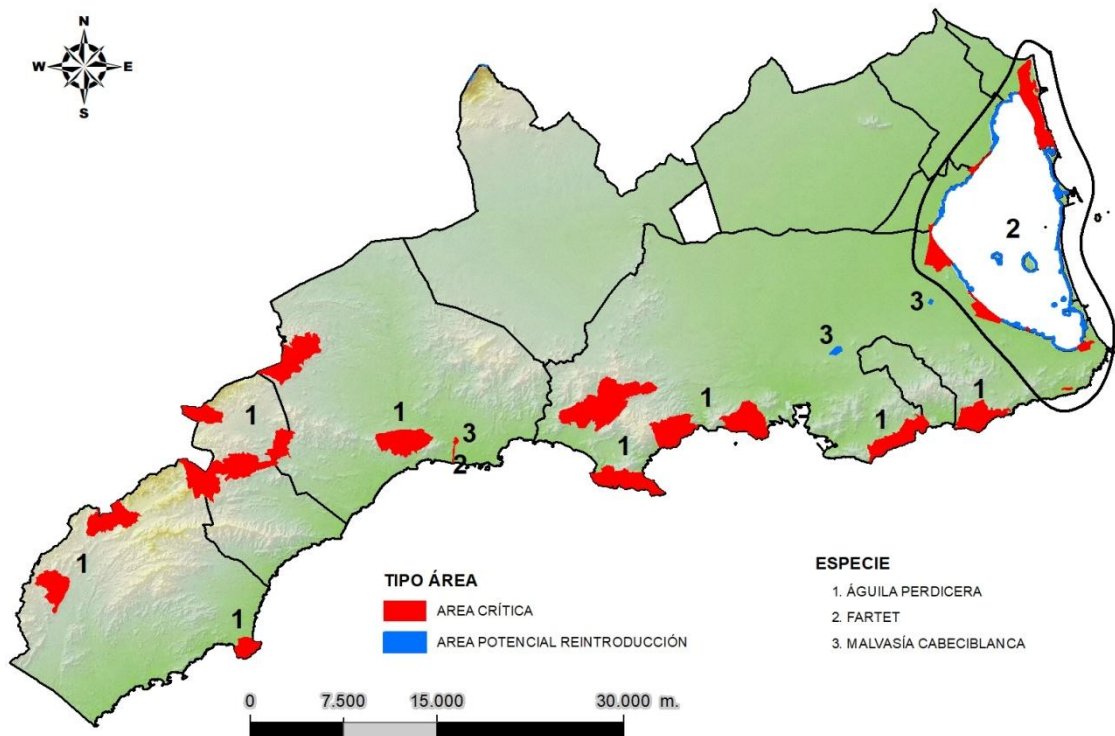 N
W E
S
2
3
3
1
1
1
3
2
1
1
1
1
1
1
TIPO ÁREA
AREA CRÍTICA
AREA POTENCIAL REINTRODUCCIÓN
ESPECIE
1. ÁGUILA PERDICERA
2. FARTET
3. MALVASÍA CABECIBLANCA
0 7.500 15.000 30.000 m.